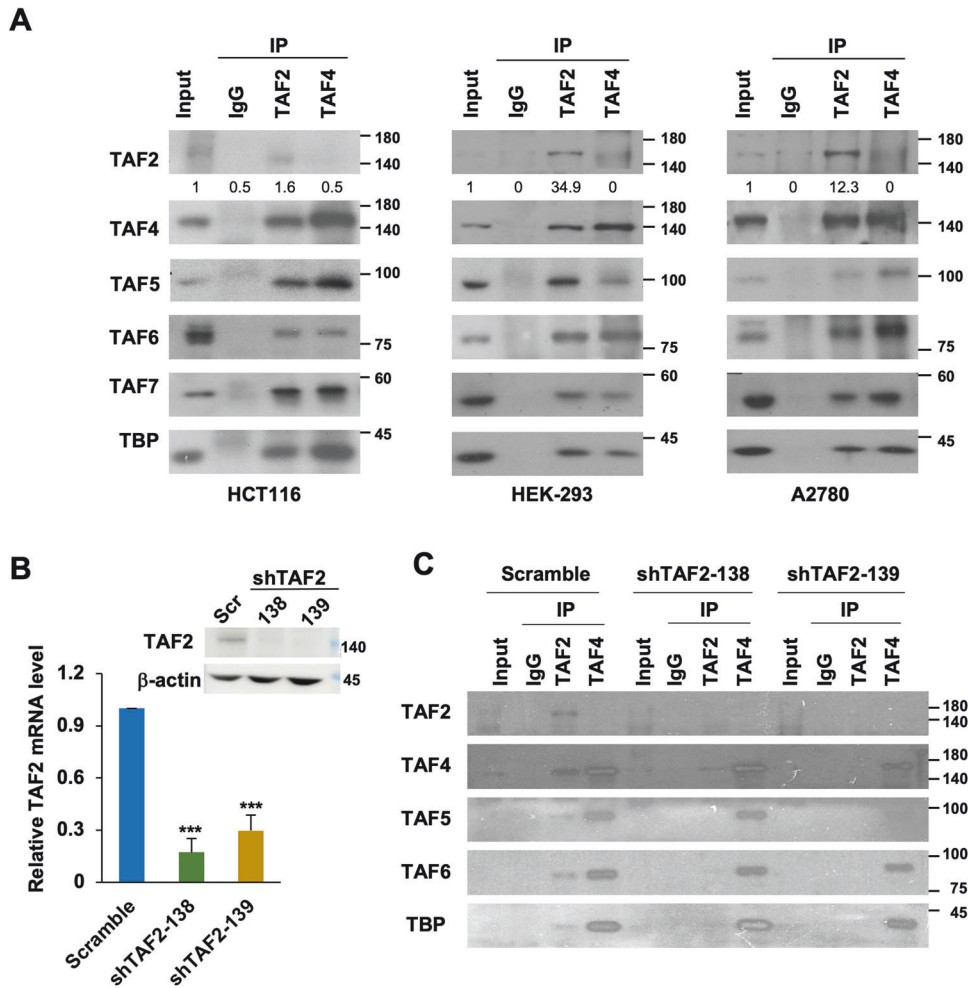 A
IP
IP
IP
Input
IgG
TAF2
TAF4
Input
IgG
TAF2
TAF4
Input
IgG
TAF2
TAF4
TAF2
180
140
180
140
180
140
1 0.5 1.6 0.5
1 0 34.9 0
1 0 12.3 0
TAF4
180
140
180
140
140
TAF5
100
100
100
TAF6
75
75
75
TAF7
60
60
60
TBP
45
45
45
HCT116
HEK-293
A2780
B
shTAF2
Scr
138
139
TAF2
140
β-actin
45
Relative TAF2 mRNA level
1.2
0.9
0.6
0.3
0
***
***
Scramble
shTAF2-138
shTAF2-139
C
Scramble
shTAF2-138
shTAF2-139
IP
IP
IP
Input
IgG
TAF2
TAF4
Input
IgG
TAF2
TAF4
Input
IgG
TAF2
TAF4
TAF2
180
140
TAF4
180
140
TAF5
100
TAF6
100
75
TBP
45